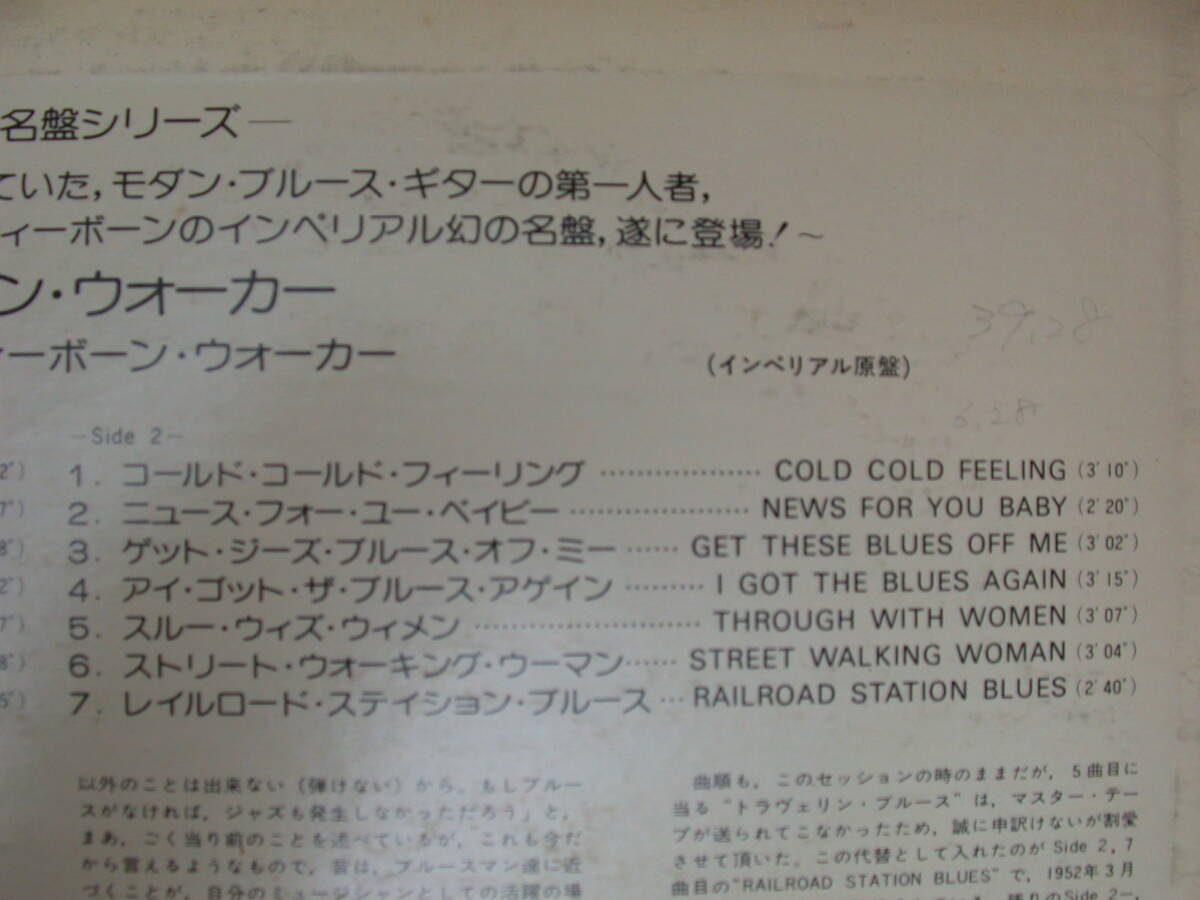 名盤シリーズ—
ていた,モダン・ブルース・ギターの第一人者,
ィーボーンのインペリアル幻の名盤,遂に登場!~
ン・ウォーカー
ィーボーン・ウォーカー
(インペリアル原盤)
39,28
6.28
—Side 2—
2") 1. コールド・コールド・フィーリング ……………… COLD COLD FEELING (3'10")
7") 2. ニュース・フォー・ユー・ベイビー ……………… NEWS FOR YOU BABY (2'20")
8") 3. ゲット・ジーズ・ブルース・オフ・ミー …… GET THESE BLUES OFF ME (3'02")
2") 4. アイ・ゴット・ザ・ブルース・アゲイン ……… I GOT THE BLUES AGAIN (3'15")
7") 5. スルー・ウィズ・ウィメン …………………… THROUGH WITH WOMEN (3'07")
8") 6. ストリート・ウォーキング・ウーマン…… STREET WALKING WOMAN (3'04")
5") 7. レイルロード・ステイション・ブルース … RAILROAD STATION BLUES (2'40")
以外のことは出来ない(弾けない)から。もしブルー
スがなければ,ジャズも発生しなかっただろう」と,
まあ,ごく当り前のことを述べているが,これも今だ
から言えるようなもので,昔は,ブルースマン達に近
づくことが,自分のミュージシャンとしての活躍の場
曲順も,このセッションの時のままだが,5曲目に
当る"トラヴェリン・ブルース"は,マスター・テー
プが送られてこなかったため,誠に申訳けないが割愛
させて頂いた。この代替として入れたのがSide 2,7
曲目の"RAILROAD STATION BLUES"で,1952年3月